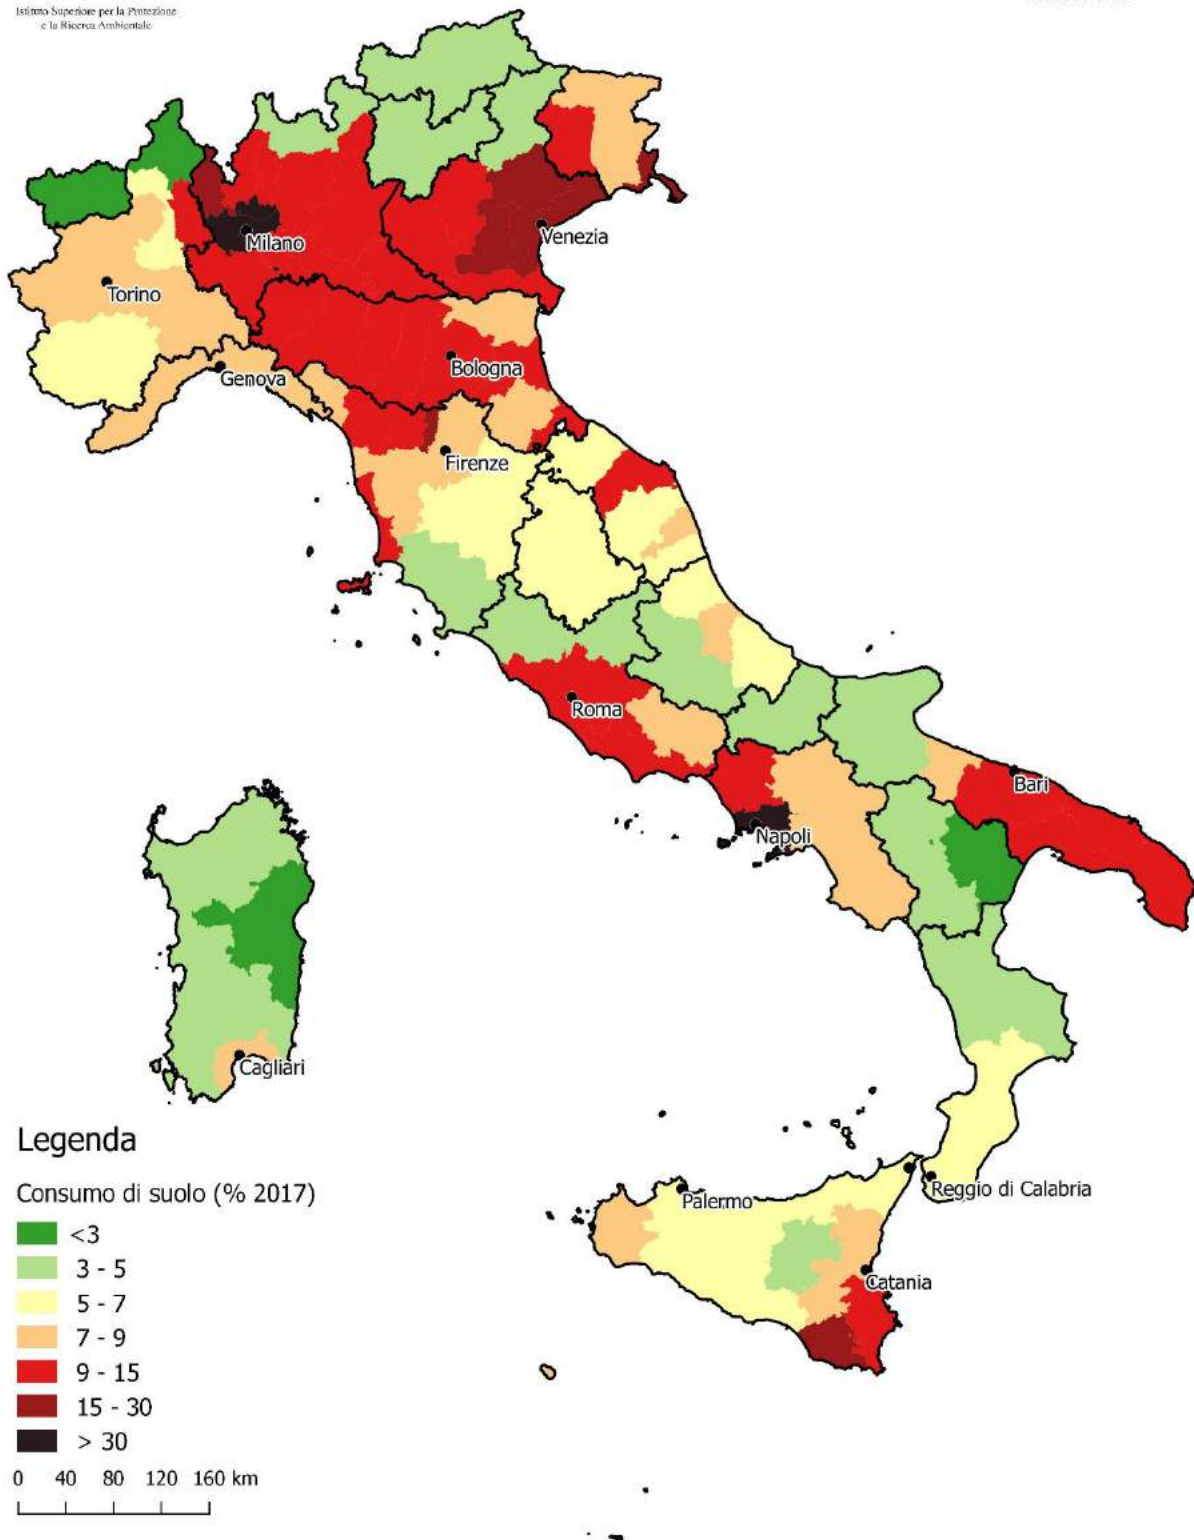 Istituto Superiore per la Protezione
e la Ricerca Ambientale
Milano
Venezia
Torino
Bologna
Genova
Firenze
Roma
Bari
Napoli
Cagliari
Legenda
Consumo di suolo (% 2017)
<3
3 - 5
5 - 7
7 - 9
9 - 15
15 - 30
> 30
Reggio di Calabria
Palermo
Catania
0 40 80 120 160 km